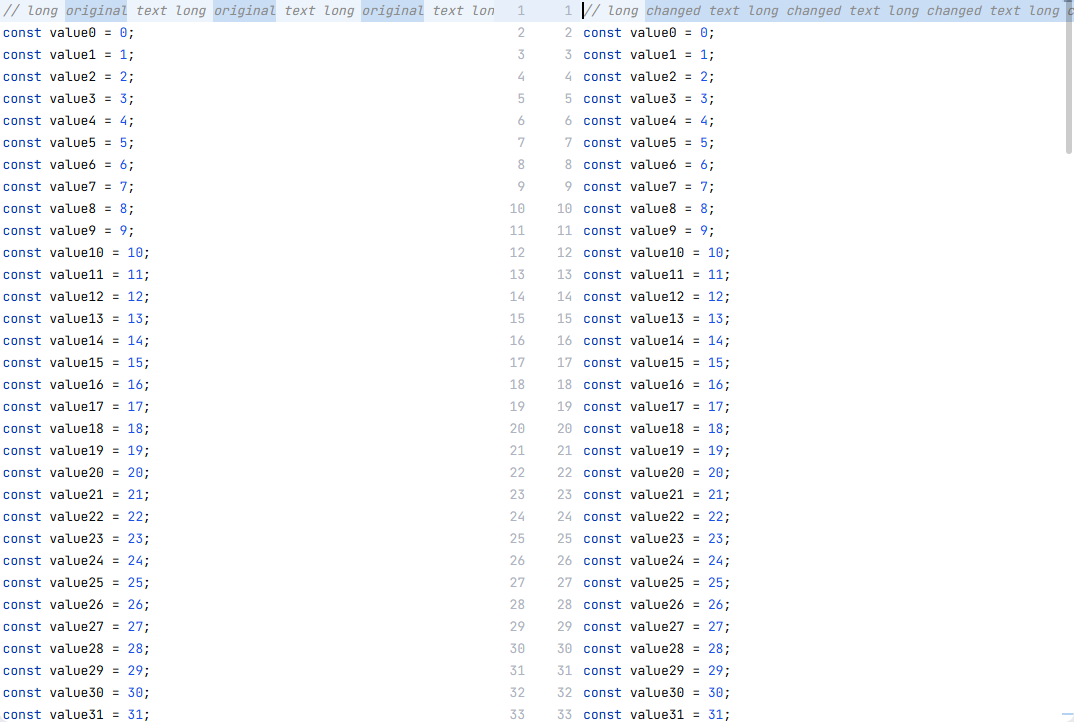 // long original text long original text long original text lon 1 1 // long changed text long changed text long changed text long c
const value0 = 0; 2 2 const value0 = 0;
const value1 = 1; 3 3 const value1 = 1;
const value2 = 2; 4 4 const value2 = 2;
const value3 = 3; 5 5 const value3 = 3;
const value4 = 4; 6 6 const value4 = 4;
const value5 = 5; 7 7 const value5 = 5;
const value6 = 6; 8 8 const value6 = 6;
const value7 = 7; 9 9 const value7 = 7;
const value8 = 8; 10 10 const value8 = 8;
const value9 = 9; 11 11 const value9 = 9;
const value10 = 10; 12 12 const value10 = 10;
const value11 = 11; 13 13 const value11 = 11;
const value12 = 12; 14 14 const value12 = 12;
const value13 = 13; 15 15 const value13 = 13;
const value14 = 14; 16 16 const value14 = 14;
const value15 = 15; 17 17 const value15 = 15;
const value16 = 16; 18 18 const value16 = 16;
const value17 = 17; 19 19 const value17 = 17;
const value18 = 18; 20 20 const value18 = 18;
const value19 = 19; 21 21 const value19 = 19;
const value20 = 20; 22 22 const value20 = 20;
const value21 = 21; 23 23 const value21 = 21;
const value22 = 22; 24 24 const value22 = 22;
const value23 = 23; 25 25 const value23 = 23;
const value24 = 24; 26 26 const value24 = 24;
const value25 = 25; 27 27 const value25 = 25;
const value26 = 26; 28 28 const value26 = 26;
const value27 = 27; 29 29 const value27 = 27;
const value28 = 28; 30 30 const value28 = 28;
const value29 = 29; 31 31 const value29 = 29;
const value30 = 30; 32 32 const value30 = 30;
const value31 = 31; 33 33 const value31 = 31;